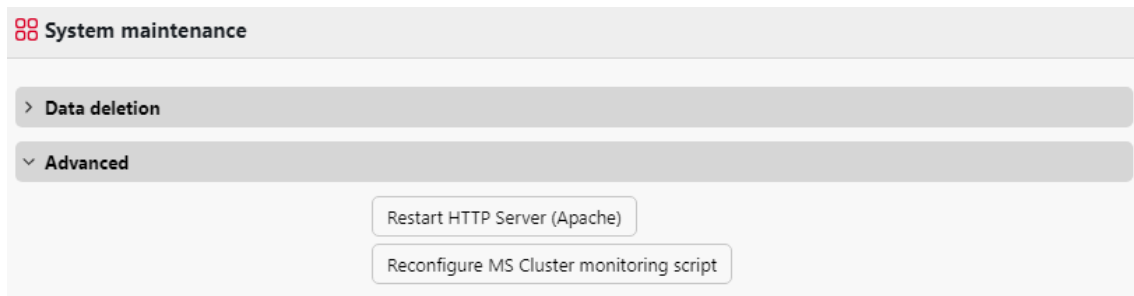 System maintenance
Data deletion
Advanced
Restart HTTP Server (Apache)
Reconfigure MS Cluster monitoring script